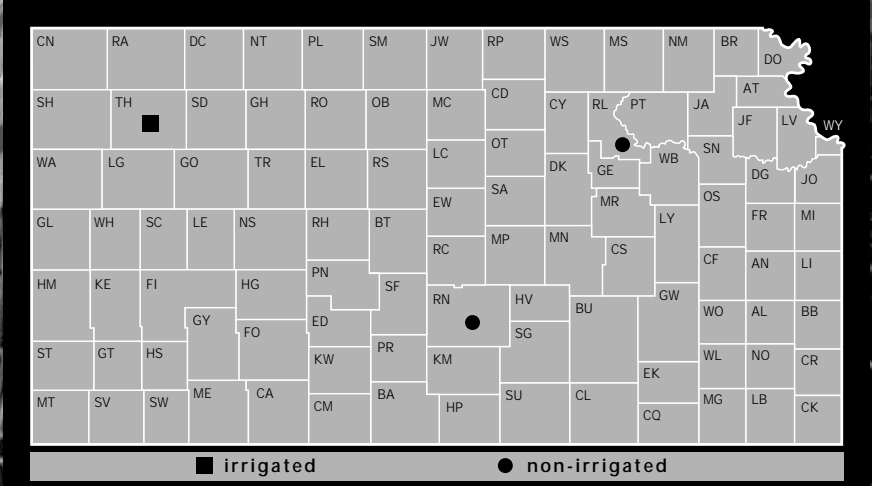 CN RA DC NT PL SM JW RP WS MS NM BR DO
SH TH SD GH RO OB MC CD CY RL PT JA AT
JF LV WY
WA LG GO TR EL RS LC OT DK GE WB SN DG JO
EW SA MR OS
GL WH SC LE NS RH BT RC MP MN CS LY FR MI
HM KE FI HG PN SF RN HV BU GW CF AN LI
GY FO ED SG WO AL BB
ST GT HS KW PR KM EK WL NO CR
MT SV SW ME CA CM BA HP SU CL CQ MG LB CK
irrigated non-irrigated